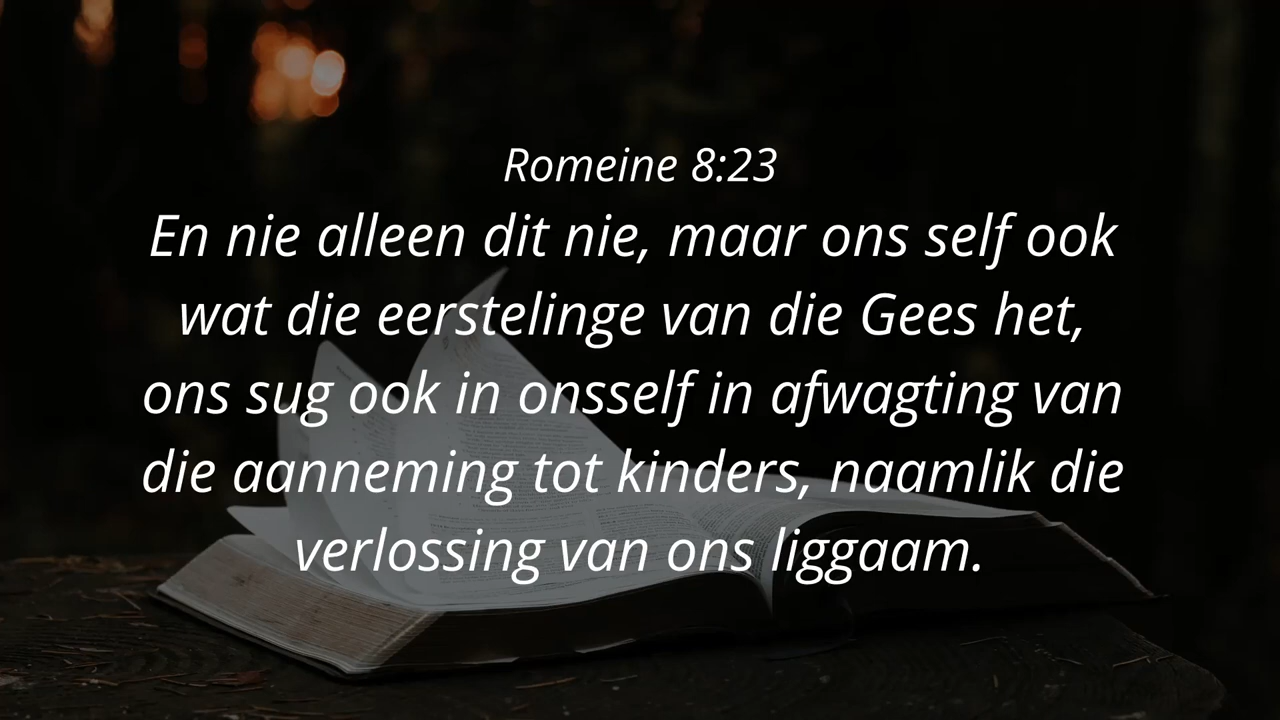 Romeine 8:23
En nie alleen dit nie, maar ons self ook
wat die eerstelinge van die Gees het,
ons sug ook in onsself in afwagting van
die aanneming tot kinders, naamlik die
verlossing van ons liggaam.